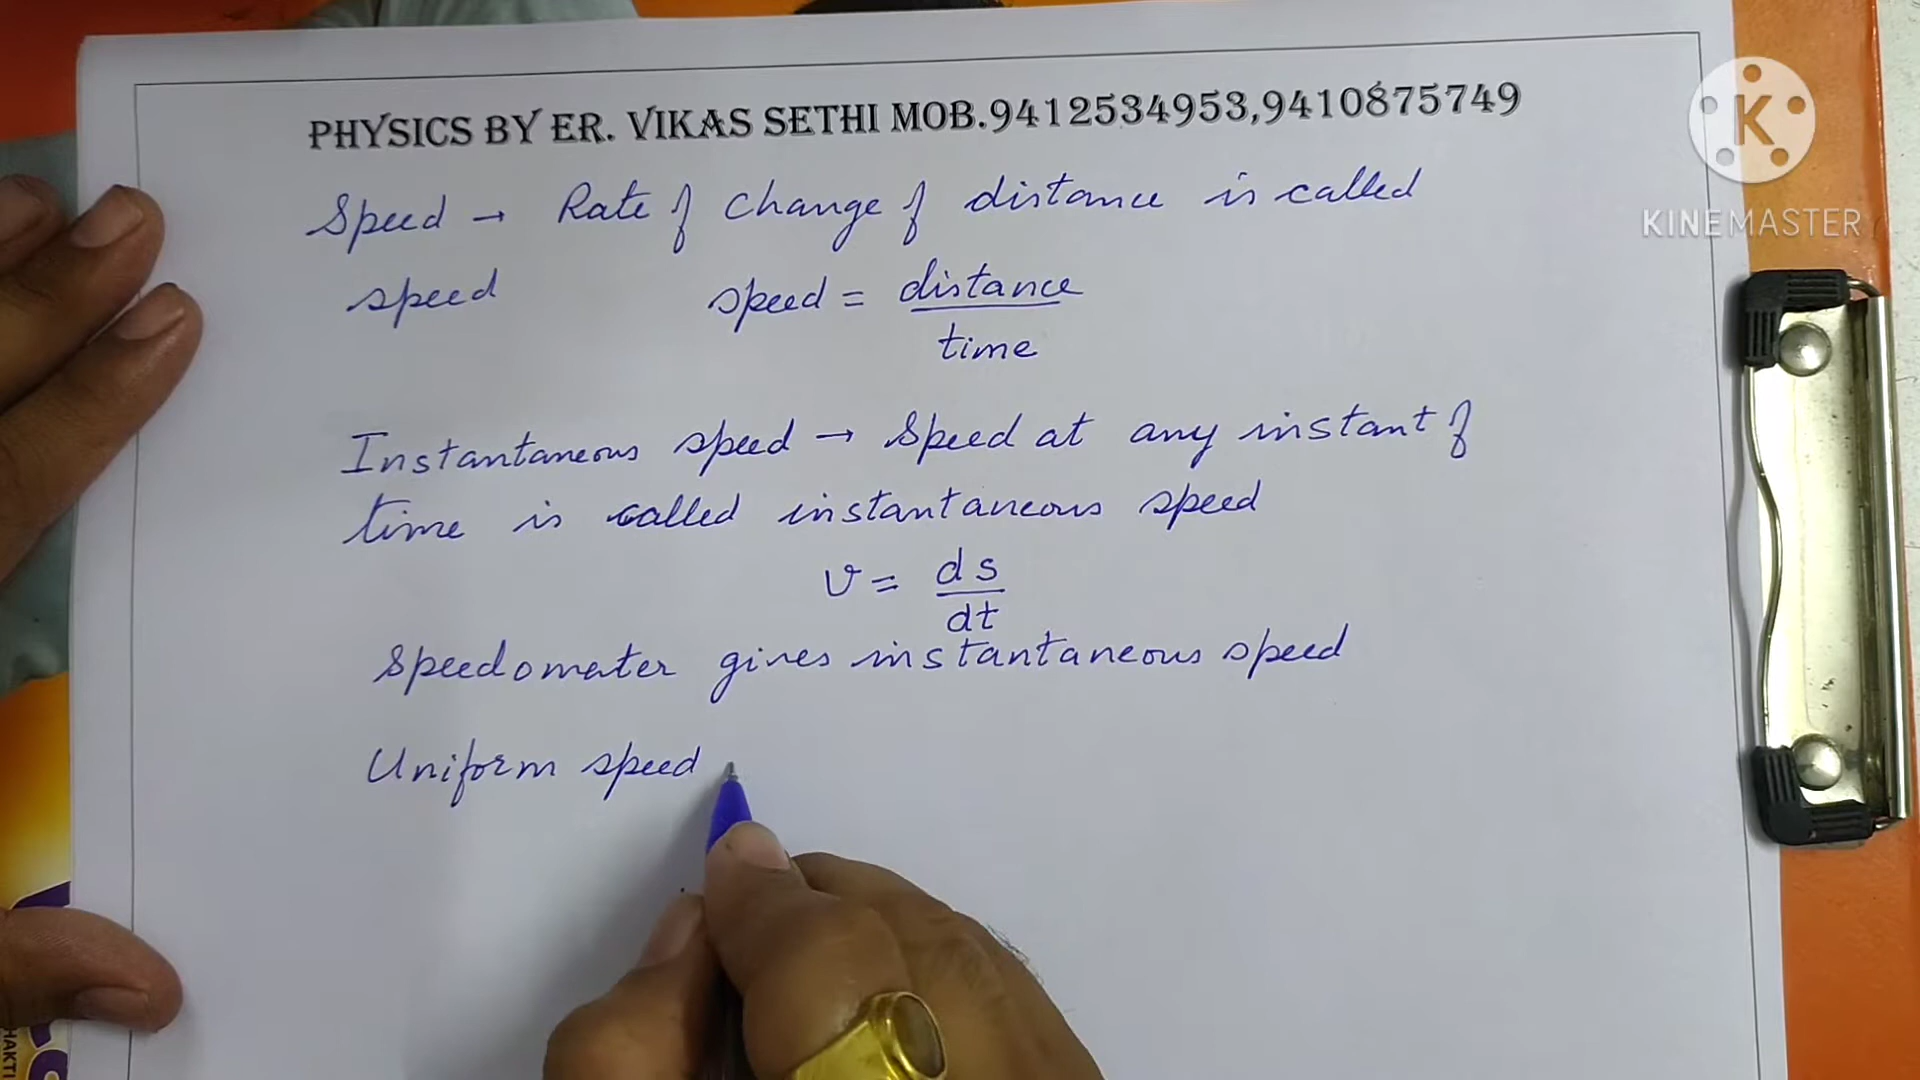 PHYSICS BY ER. VIKAS SETHI MOB.9412534953,9410875749
K
KINEMASTER
Speed → Rate of change of distance is called
speed speed = distance
time
Instantaneous speed → Speed at any instant of
time is called instantaneous speed
v = ds
dt
Speedometer gives instantaneous speed
Uniform speed
HAKTI